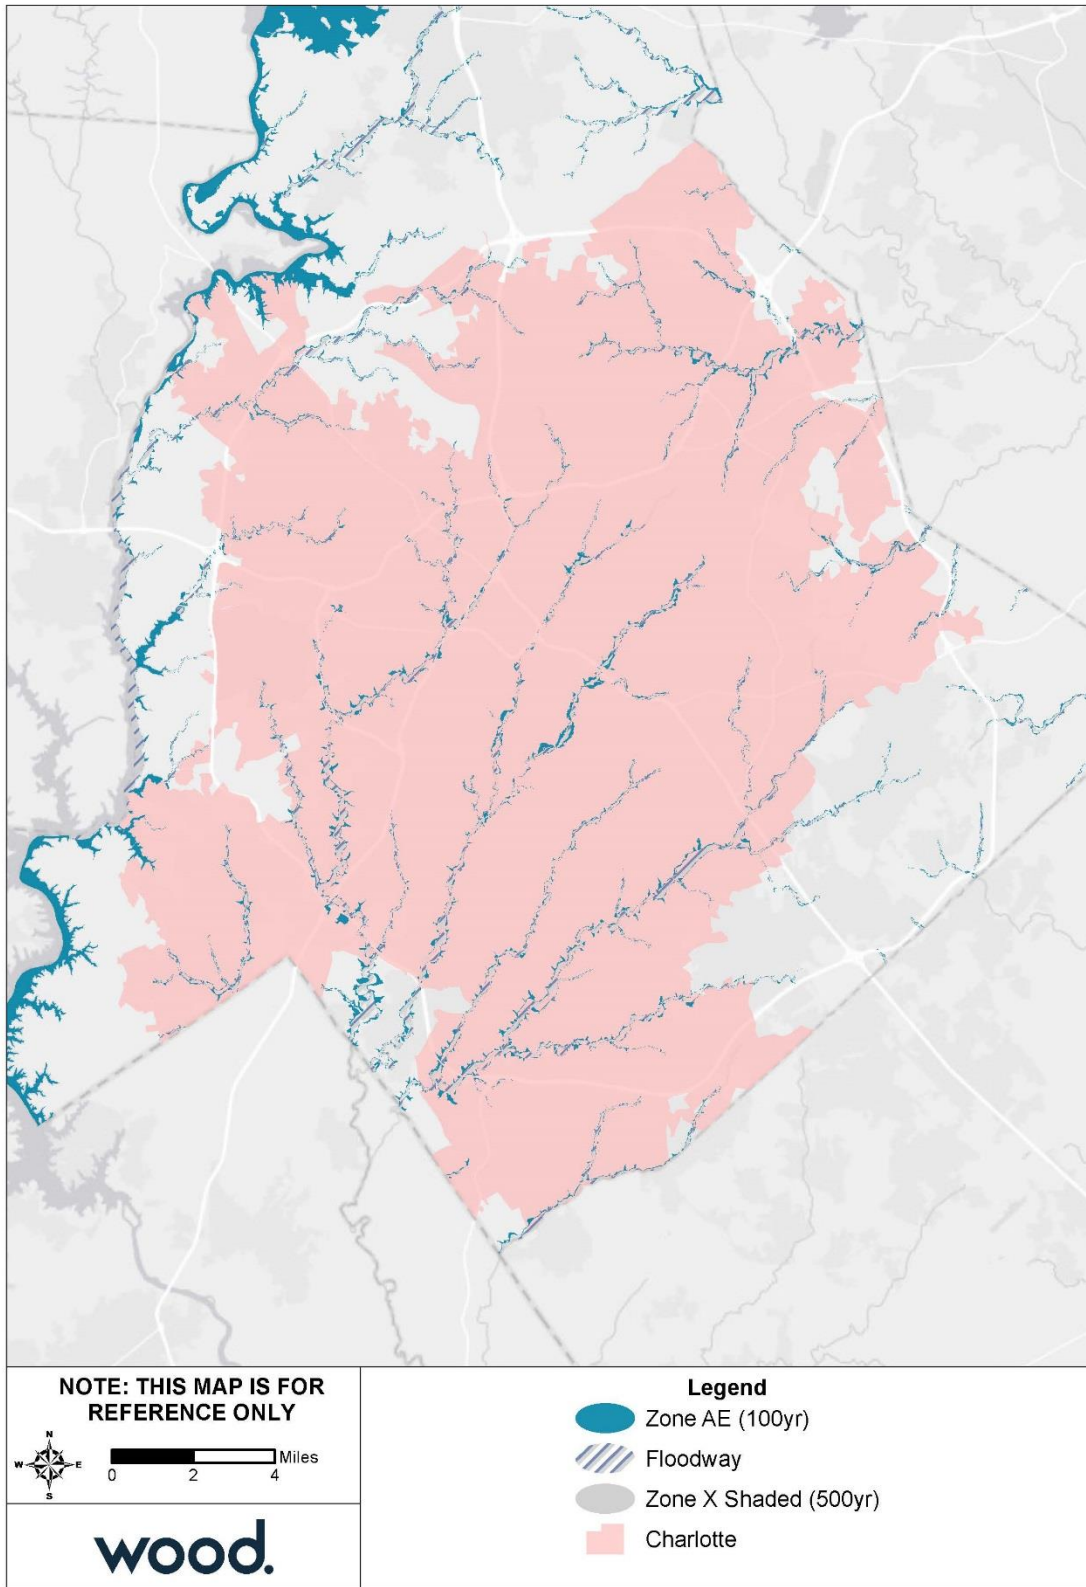 NOTE: THIS MAP IS FOR
REFERENCE ONLY
N
W E
S
Miles
0 2 4
wood.
Legend
Zone AE (100yr)
Floodway
Zone X Shaded (500yr)
Charlotte